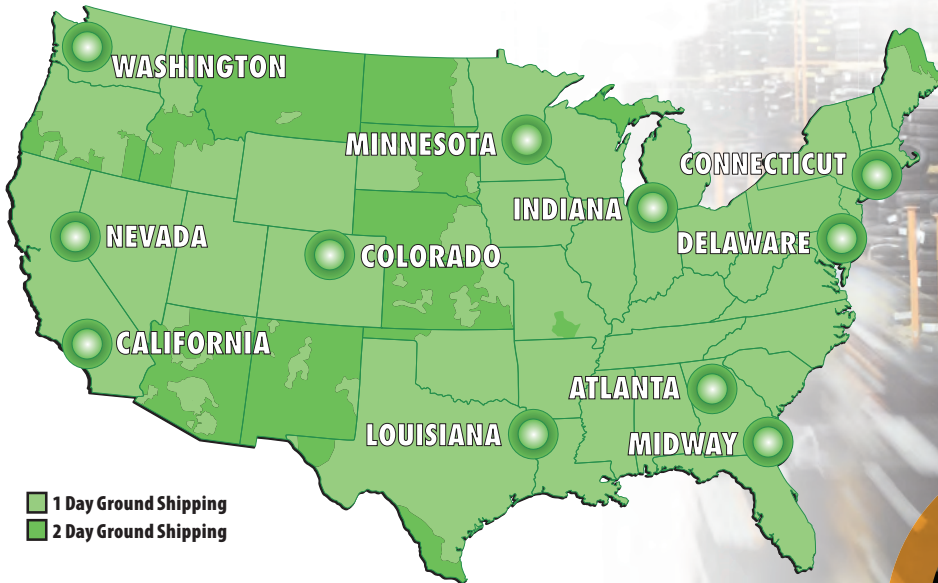 WASHINGTON
MINNESOTA
CONNECTICUT
INDIANA
NEVADA
DELAWARE
COLORADO
CALIFORNIA
ATLANTA
LOUISIANA
MIDWAY
1 Day Ground Shipping
2 Day Ground Shipping